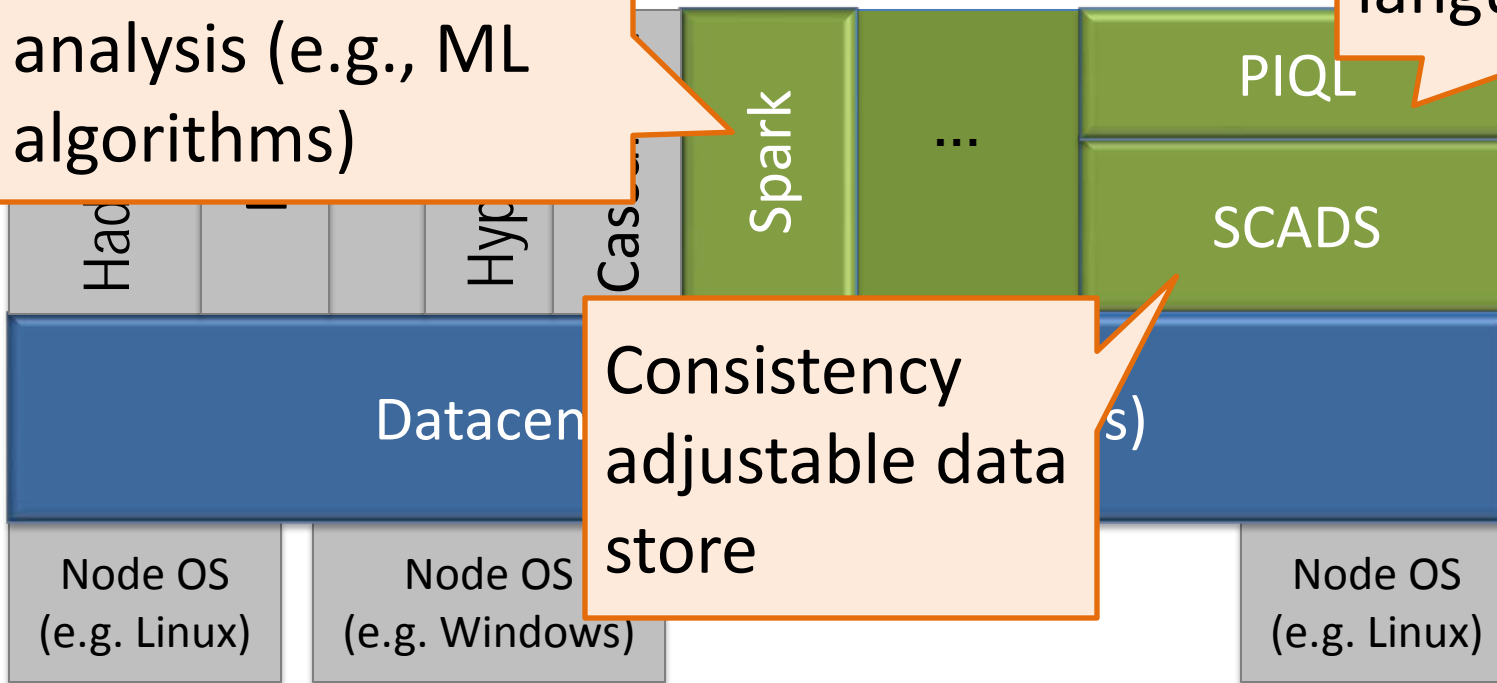 analysis (e.g., ML
algorithms)
Spark
...
PIQL
SCADS
Consistency
adjustable data
store
Node OS
(e.g. Linux)
Node OS
(e.g. Windows)
Node OS
(e.g. Linux)